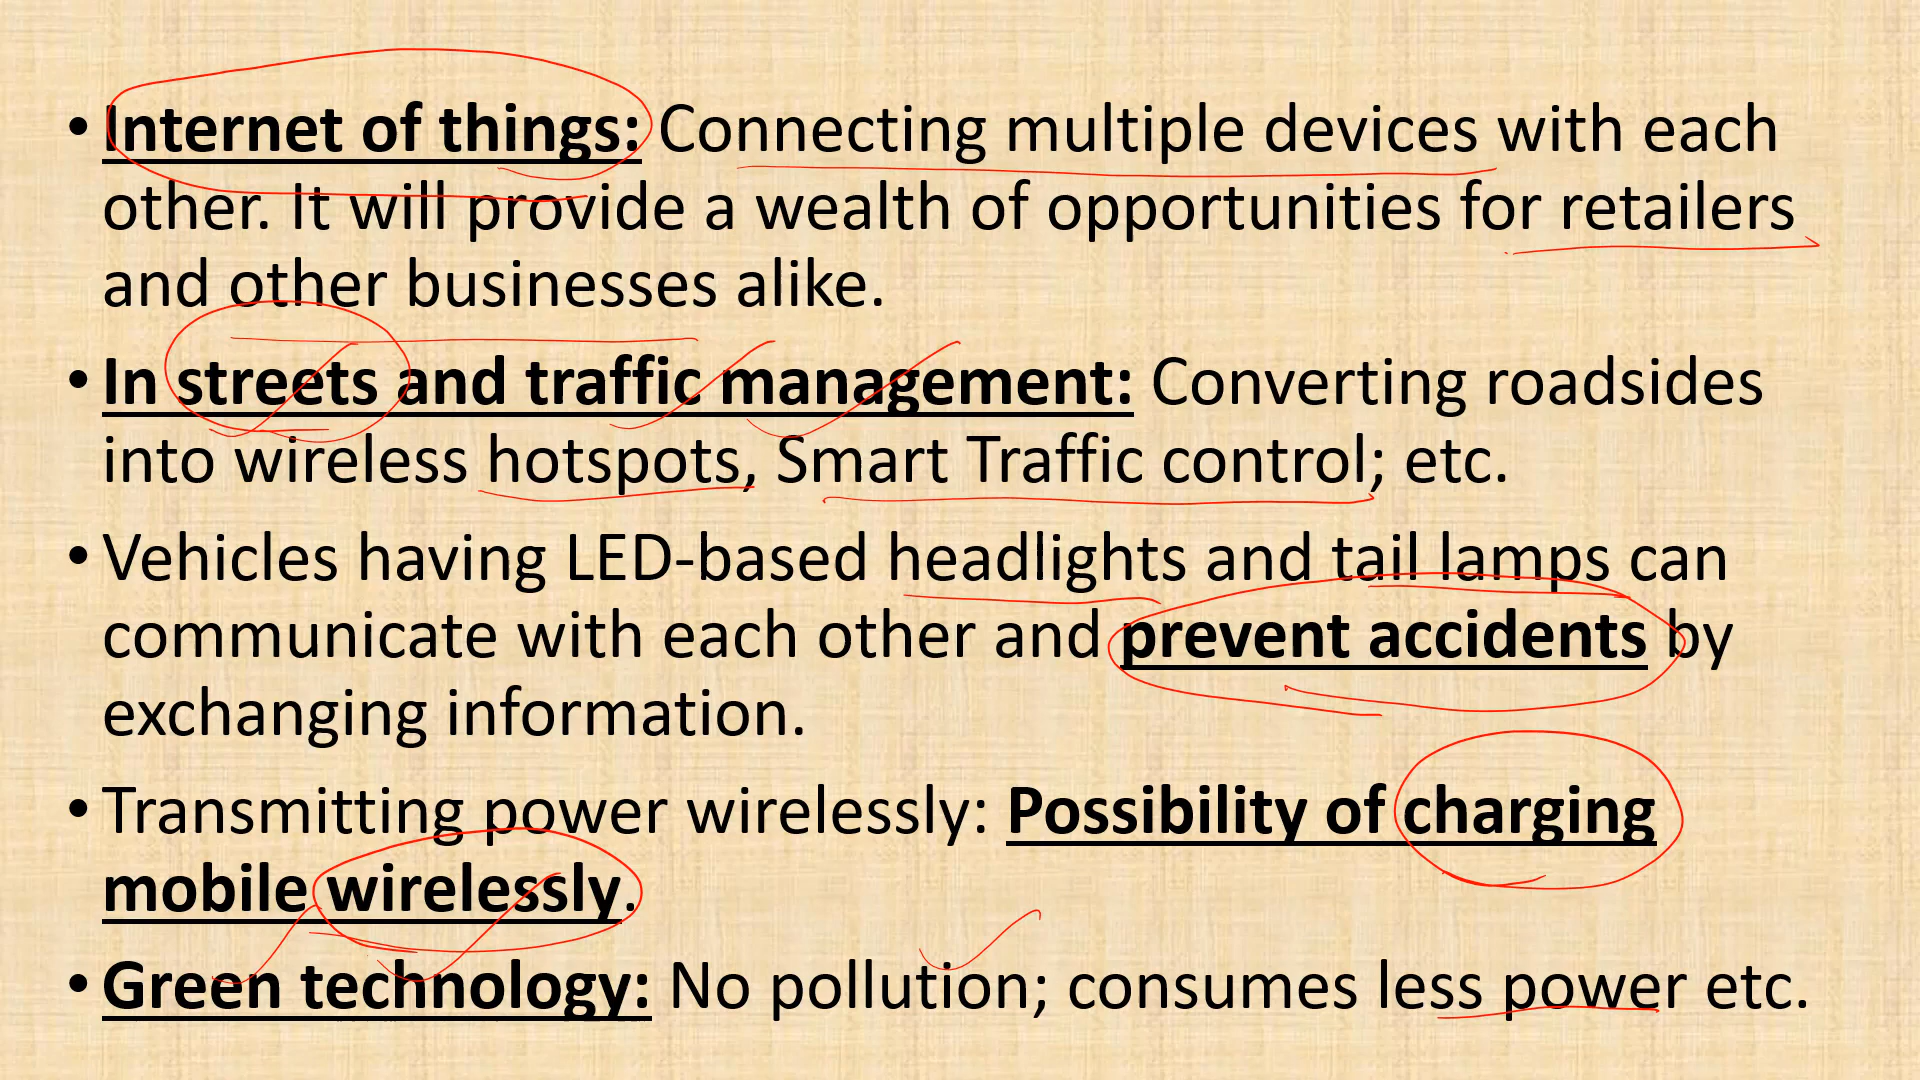 • Internet of things: Connecting multiple devices with each
other. It will provide a wealth of opportunities for retailers
and other businesses alike.
• In streets and traffic management: Converting roadsides
into wireless hotspots, Smart Traffic control; etc.
• Vehicles having LED-based headlights and tail lamps can
communicate with each other and prevent accidents by
exchanging information.
• Transmitting power wirelessly: Possibility of charging
mobile wirelessly.
• Green technology: No pollution; consumes less power etc.